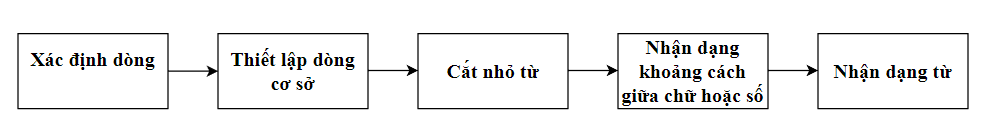 Xác định dòng
Thiết lập dòng
cơ sở
Cắt nhỏ từ
Nhận dạng
khoảng cách
giữa chữ hoặc số
Nhận dạng từ